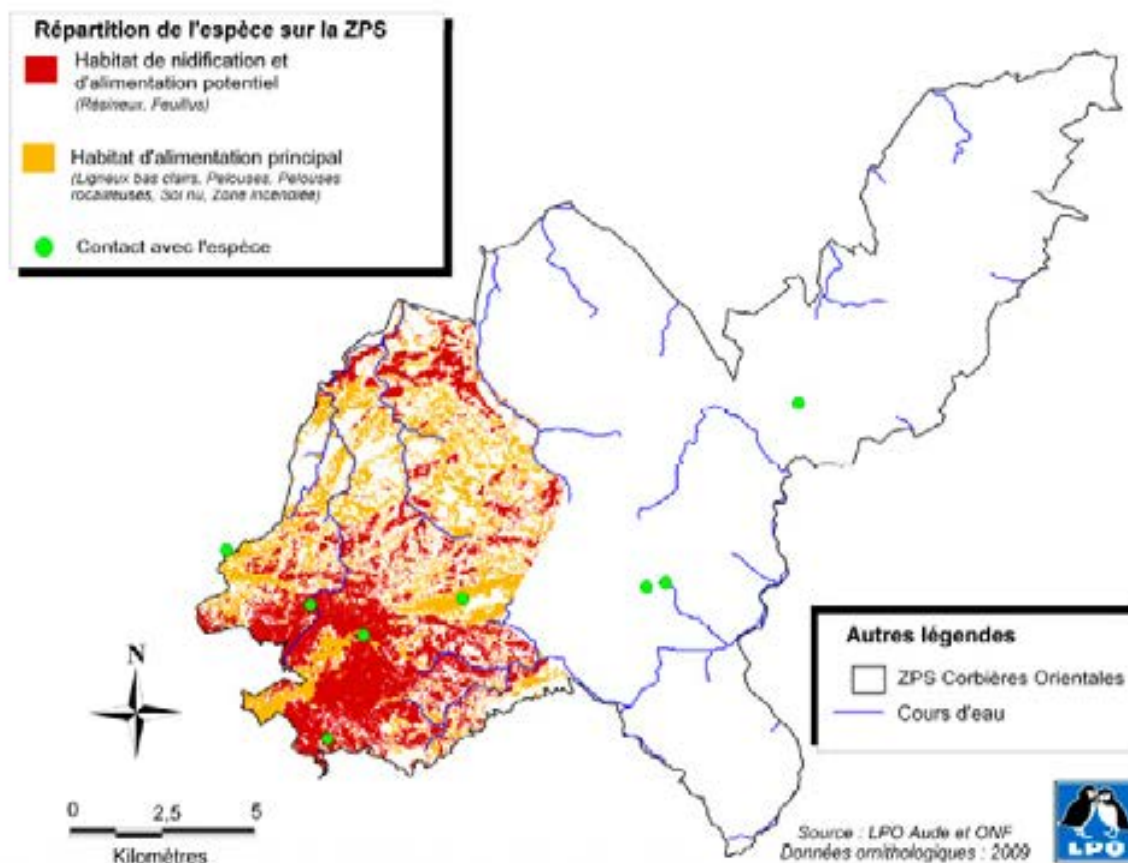 Répartition de l'espèce sur la ZPS
Habitat de nidification et
d'alimentation potentiel
(Résineux, Feuillus)
Habitat d'alimentation principal
(Ligneux bas clairs, Pelouses, Pelouses
rocailleuses, Sol nu, Zone incendiée)
Contact avec l'espèce
N
0 2,5 5
Kilomètres
Autres légendes
ZPS Corbières Orientales
Cours d'eau
Source : LPO Aude et ONF
Données ornithologiques : 2009
LPO